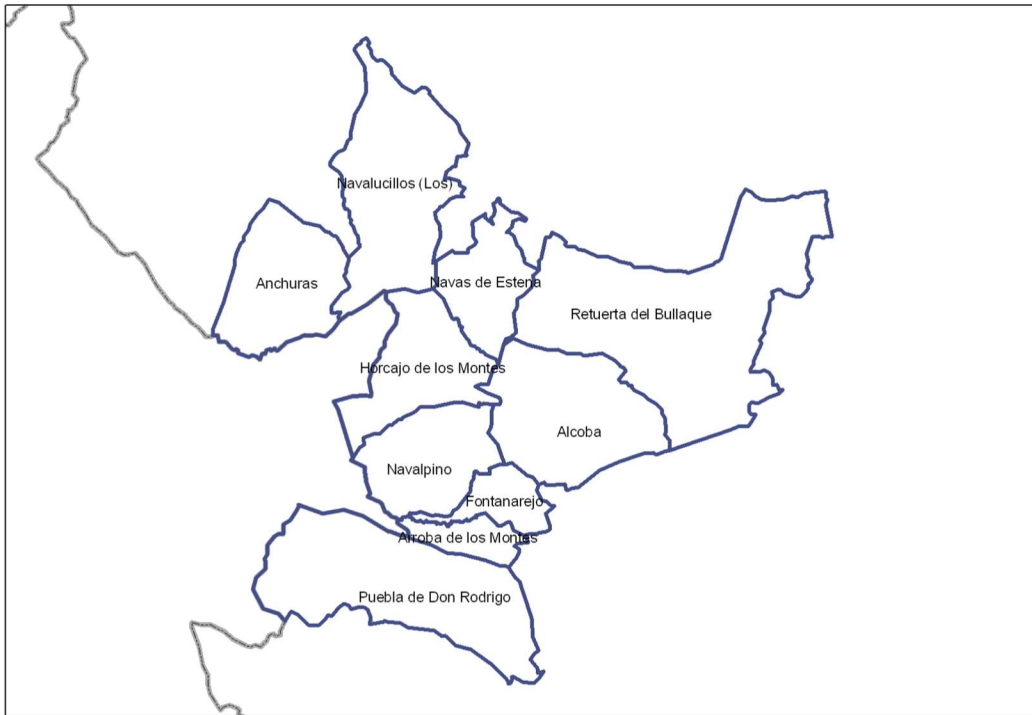 Navalucillos (Los)
Anchuras
Navas de Estena
Retuerta del Bullaque
Horcajo de los Montes
Alcoba
Navalpino
Fontanarejo
Arroba de los Montes
Puebla de Don Rodrigo